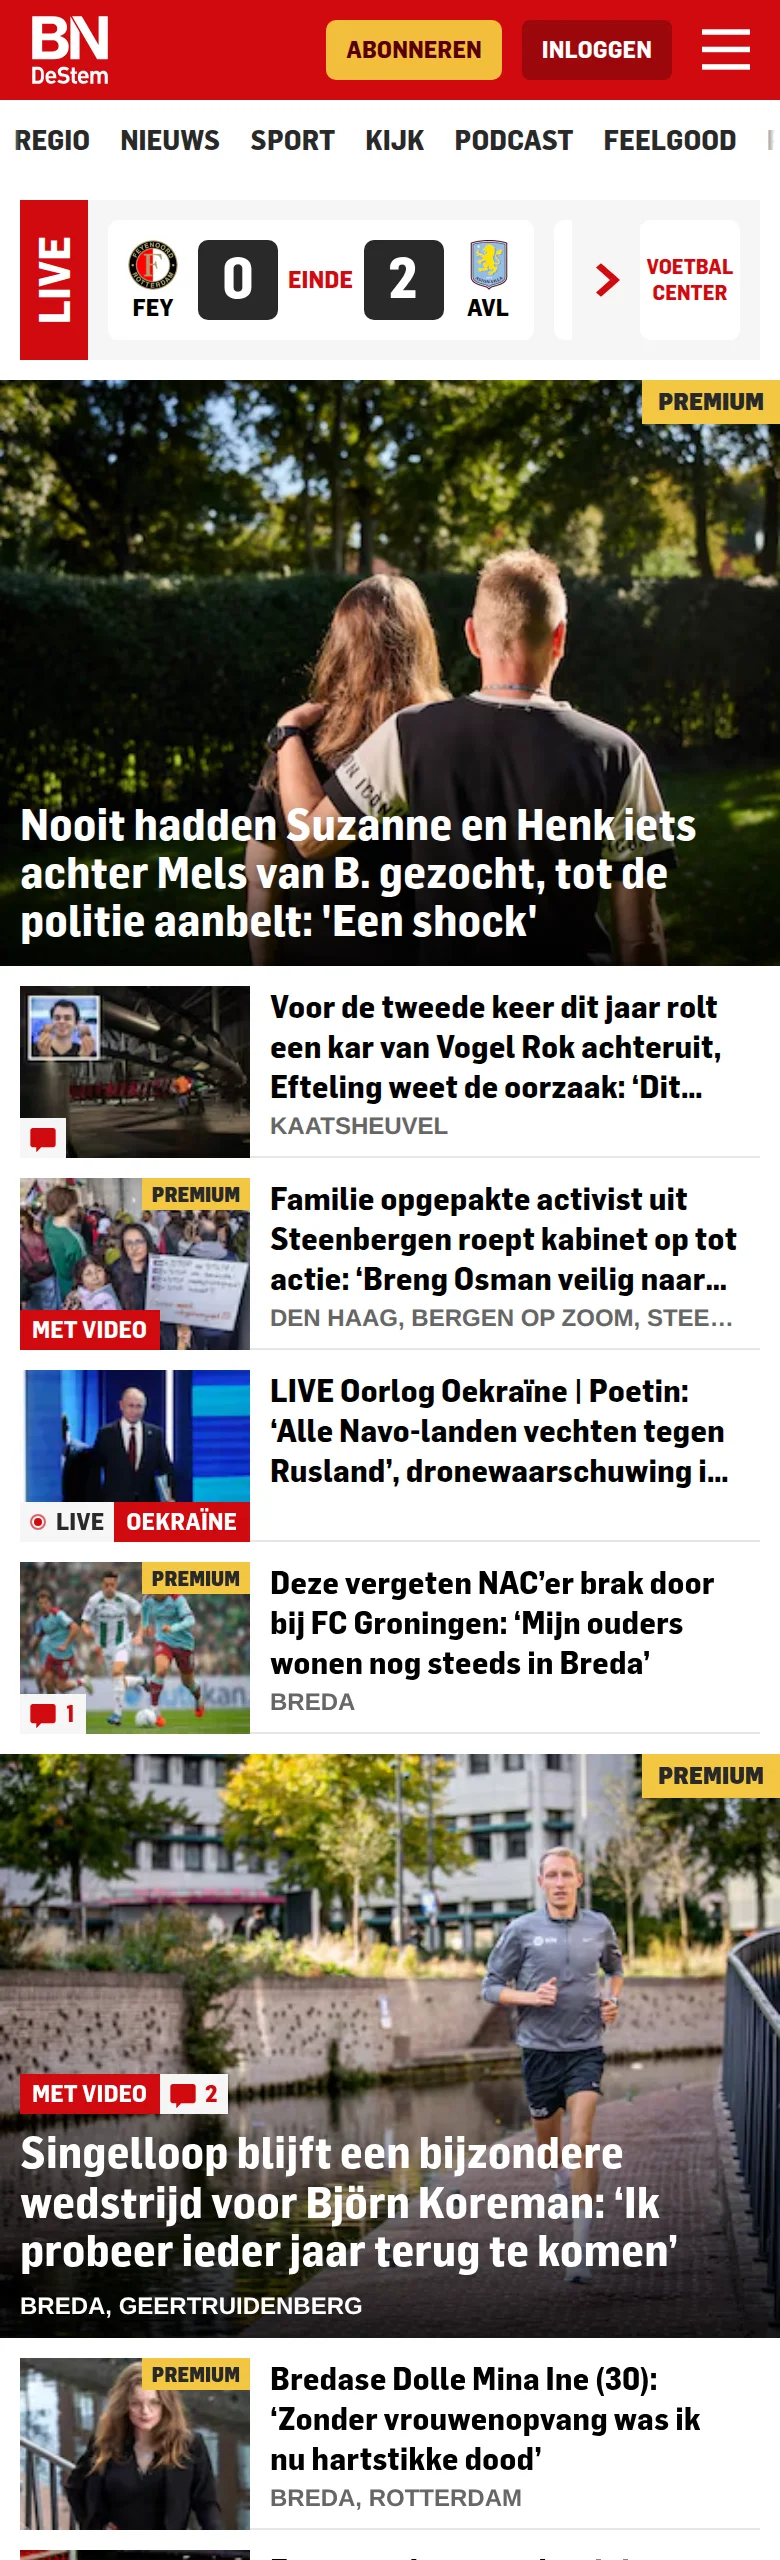 BN
DeStem
ABONNEREN
INLOGGEN
REGIO NIEUWS SPORT KIJK PODCAST FEELGOOD
LIVE
FEYENOORD
ROTTERDAM
FEY
0
EINDE
2
AVL
VOETBAL
CENTER
PREMIUM
Nooit hadden Suzanne en Henk iets
achter Mels van B. gezocht, tot de
politie aanbelt: 'Een shock'
Voor de tweede keer dit jaar rolt
een kar van Vogel Rok achteruit,
Efteling weet de oorzaak: ‘Dit...
KAATSHEUVEL
PREMIUM
MET VIDEO
Familie opgepakte activist uit
Steenbergen roept kabinet op tot
actie: ‘Breng Osman veilig naar...
DEN HAAG, BERGEN OP ZOOM, STEE...
LIVE OEKRAÏNE
LIVE Oorlog Oekraïne | Poetin:
‘Alle Navo-landen vechten tegen
Rusland’, dronewaarschuwing i...
PREMIUM
1
Deze vergeten NAC’er brak door
bij FC Groningen: ‘Mijn ouders
wonen nog steeds in Breda’
BREDA
PREMIUM
MET VIDEO 2
Singelloop blijft een bijzondere
wedstrijd voor Björn Koreman: ‘Ik
probeer ieder jaar terug te komen’
BREDA, GEERTRUIDENBERG
PREMIUM
Bredase Dolle Mina Ine (30):
‘Zonder vrouwenopvang was ik
nu hartstikke dood’
BREDA, ROTTERDAM